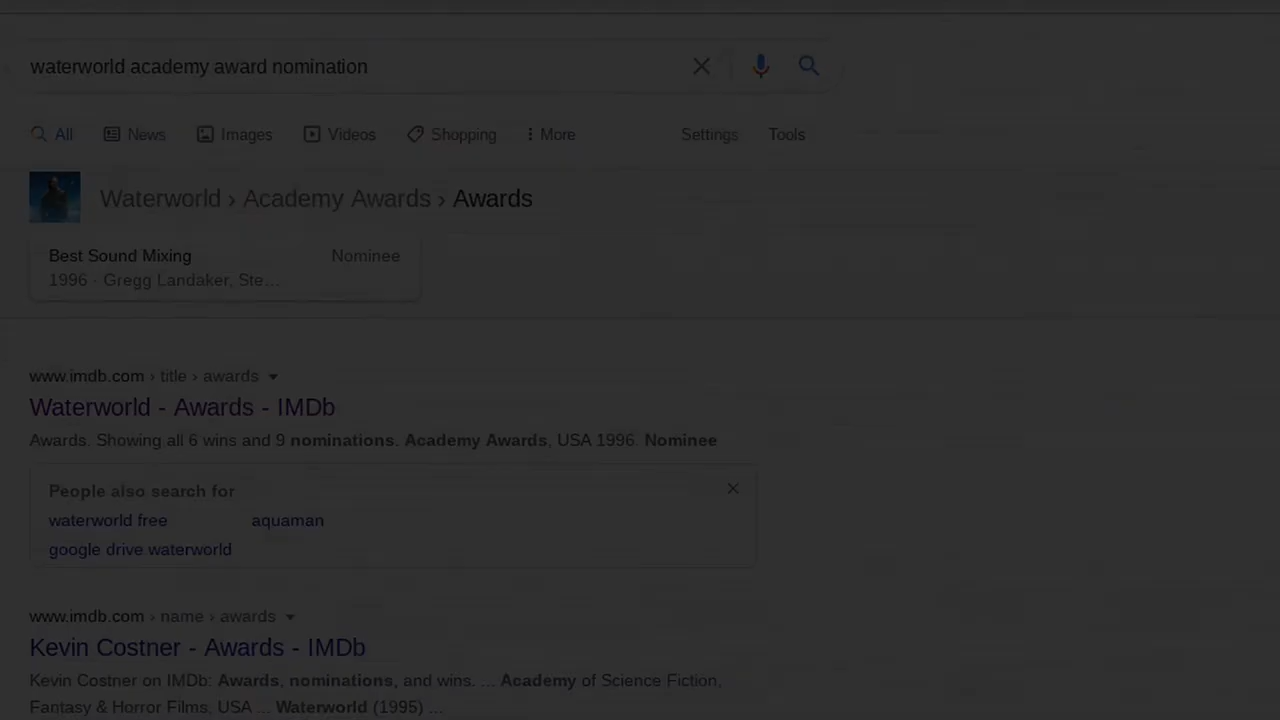 waterworld academy award nomination
All News Images Videos Shopping More Settings Tools
Waterworld › Academy Awards › Awards
Best Sound Mixing Nominee
1996 · Gregg Landaker, Ste...
www.imdb.com › title › awards
Waterworld - Awards - IMDb
Awards. Showing all 6 wins and 9 nominations. Academy Awards, USA 1996. Nominee
People also search for
waterworld free aquaman
google drive waterworld
www.imdb.com › name › awards
Kevin Costner - Awards - IMDb
Kevin Costner on IMDb: Awards, nominations, and wins. ... Academy of Science Fiction,
Fantasy & Horror Films, USA ... Waterworld (1995) ...